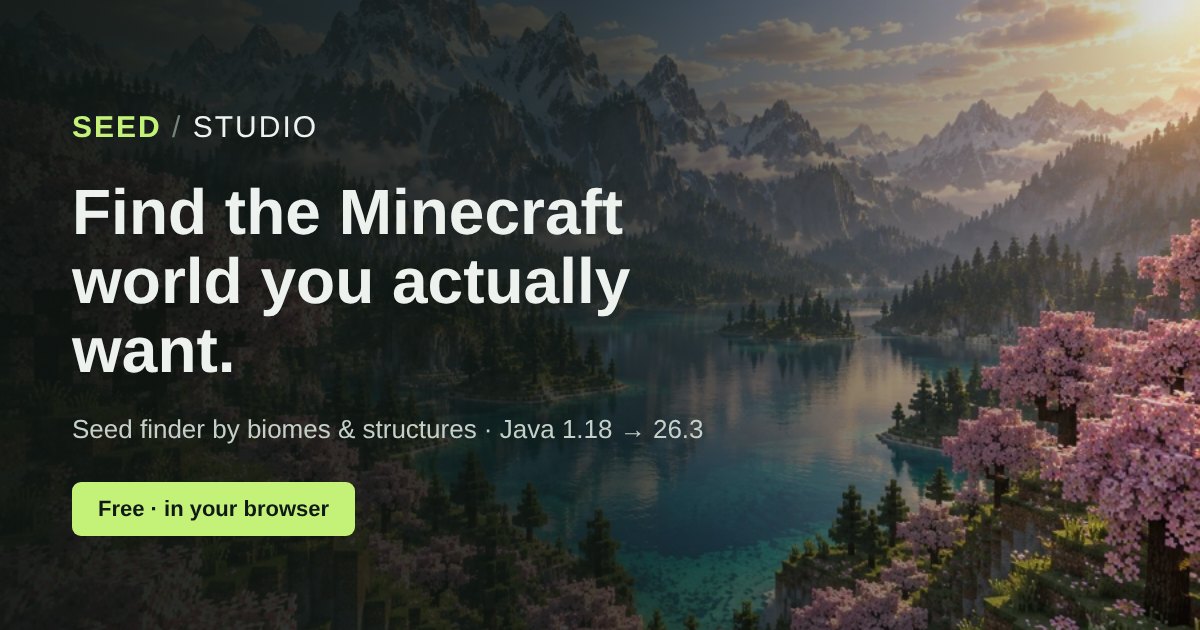 SEED / STUDIO
Find the Minecraft
world you actually
want.
Seed finder by biomes & structures · Java 1.18 → 26.3
Free · in your browser